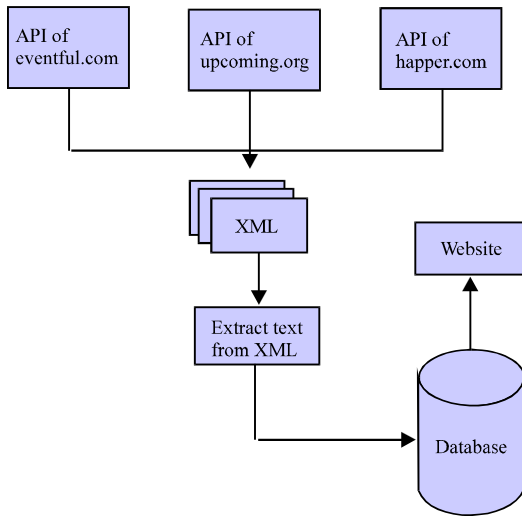 API of
eventful.com
API of
upcoming.org
API of
happer.com
XML
Website
Extract text
from XML
Database